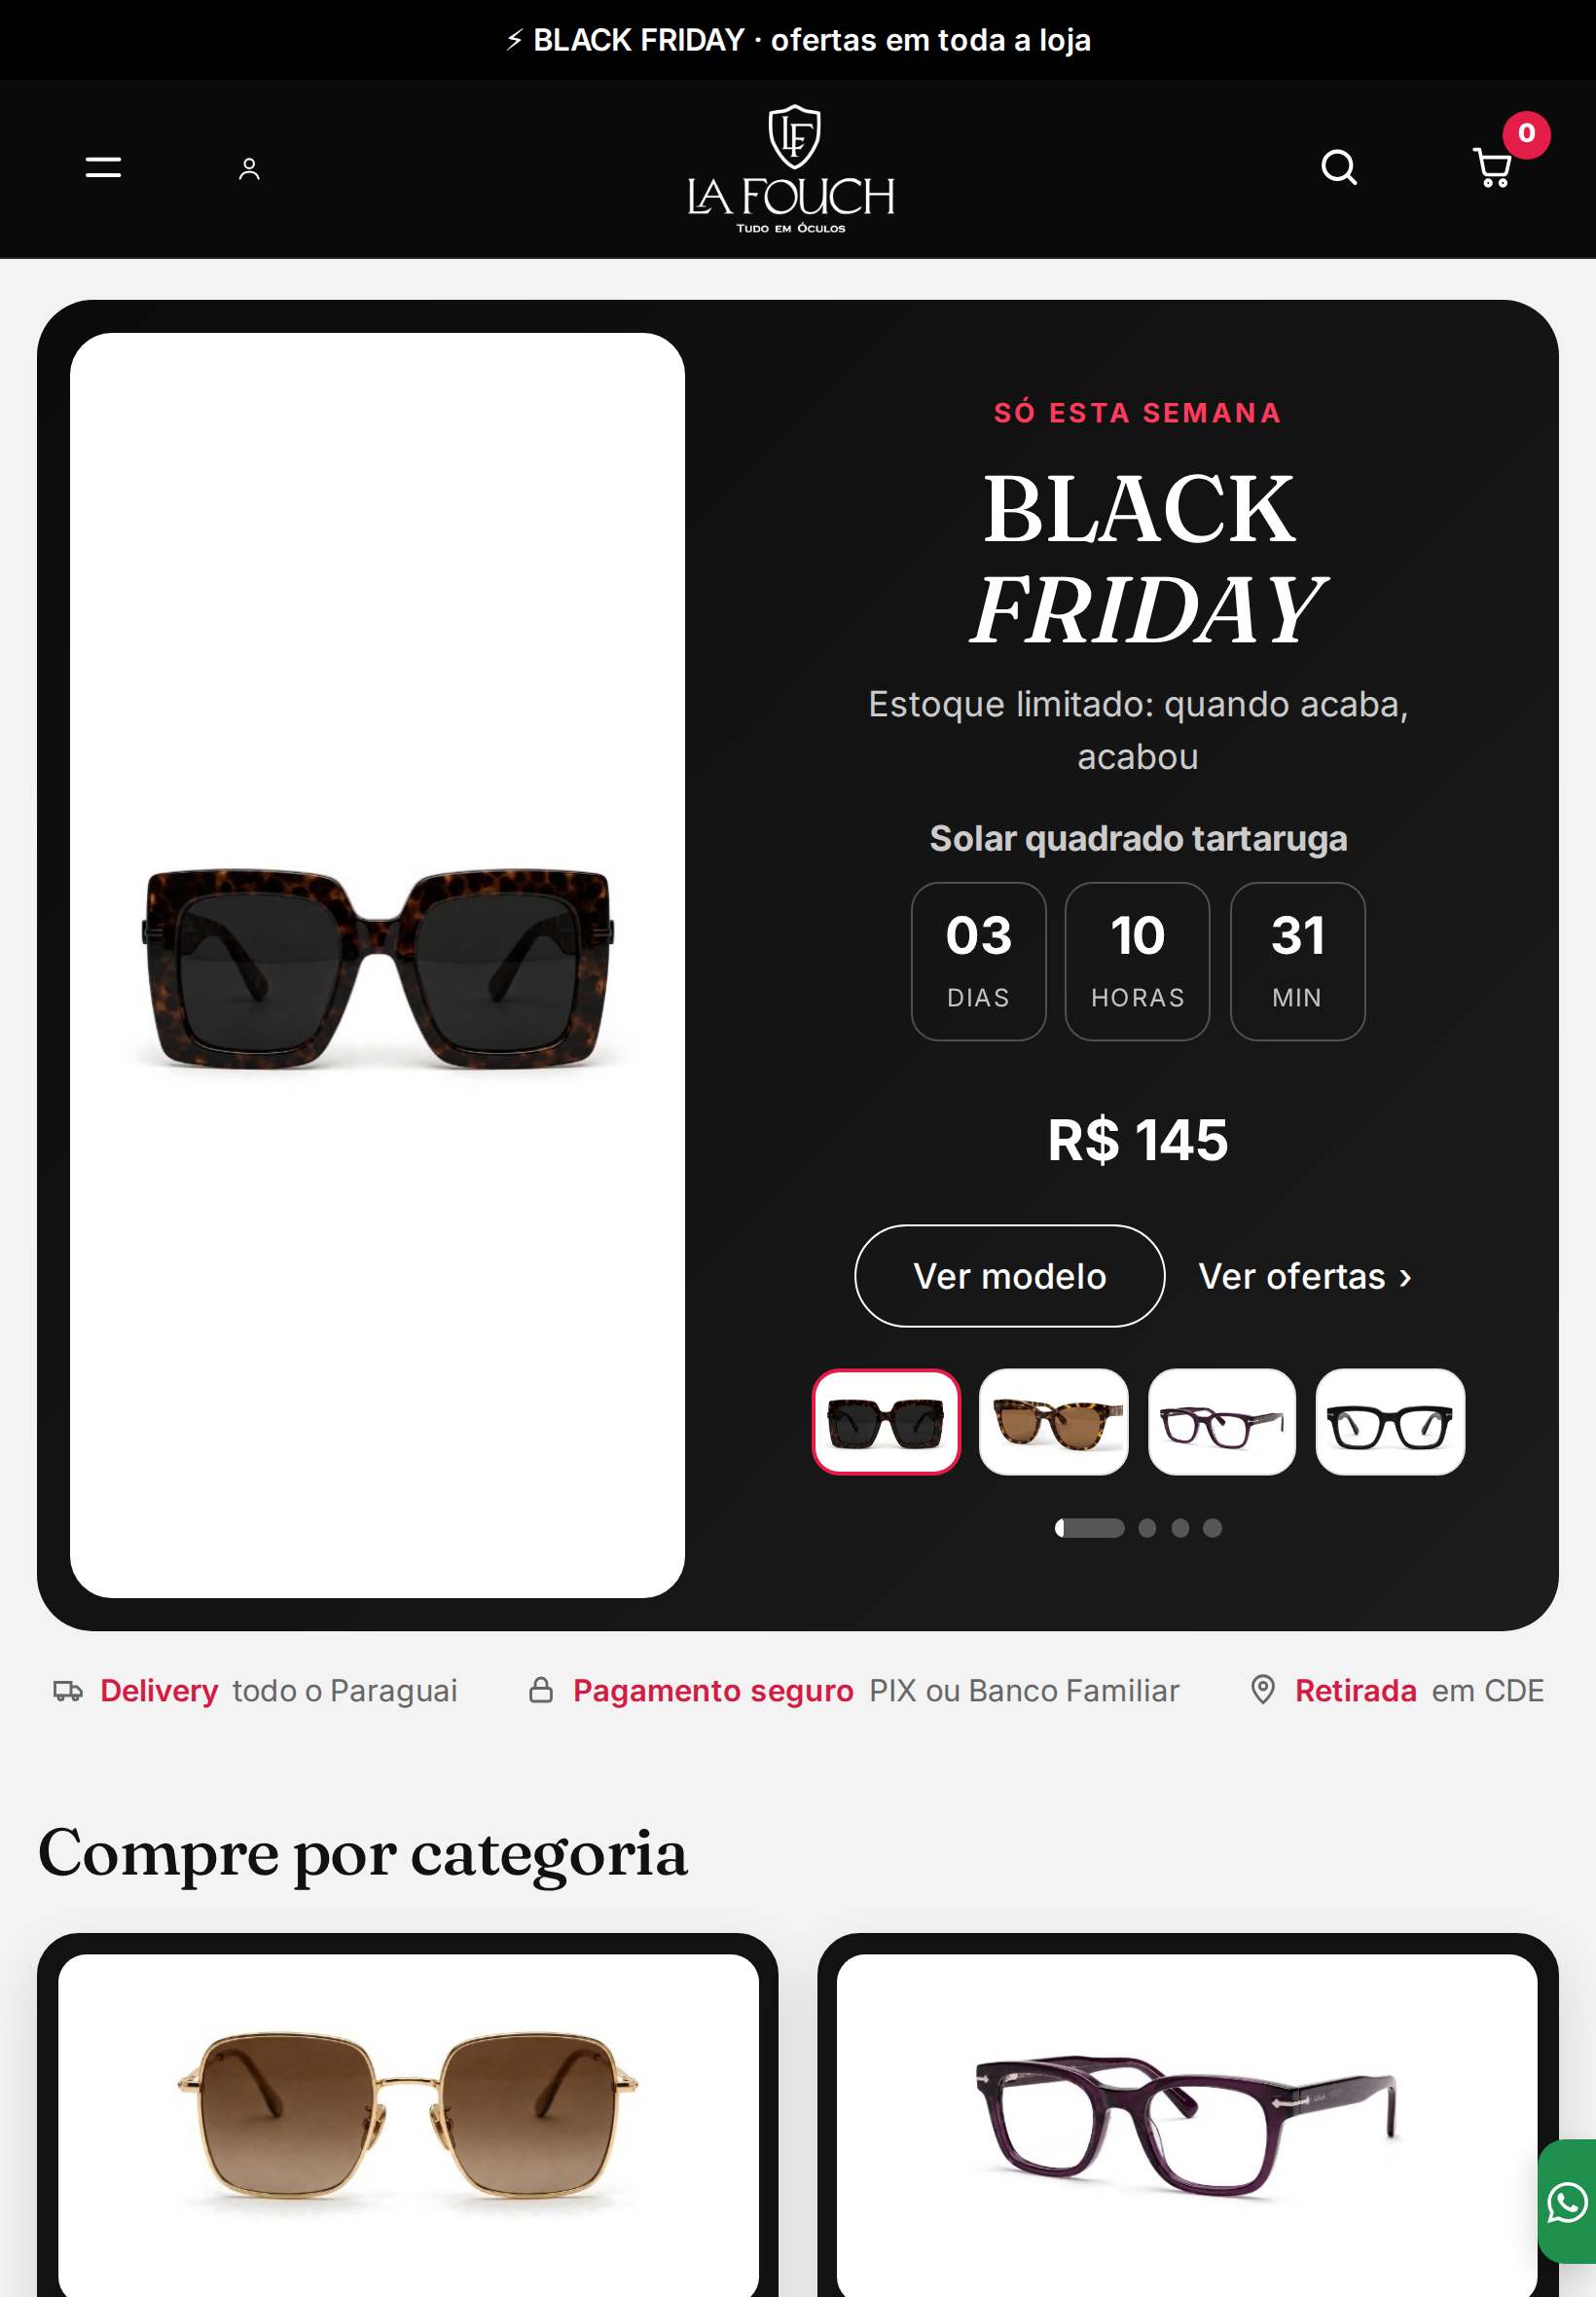 ⚡ BLACK FRIDAY · ofertas em toda a loja
0
LF
LA FOUCH
TUDO EM ÓCULOS
SÓ ESTA SEMANA
BLACK
FRIDAY
Estoque limitado: quando acaba,
acabou
Solar quadrado tartaruga
03 10 31
DIAS HORAS MIN
R$ 145
Ver modelo Ver ofertas ›
Delivery todo o Paraguai Pagamento seguro PIX ou Banco Familiar Retirada em CDE
Compre por categoria